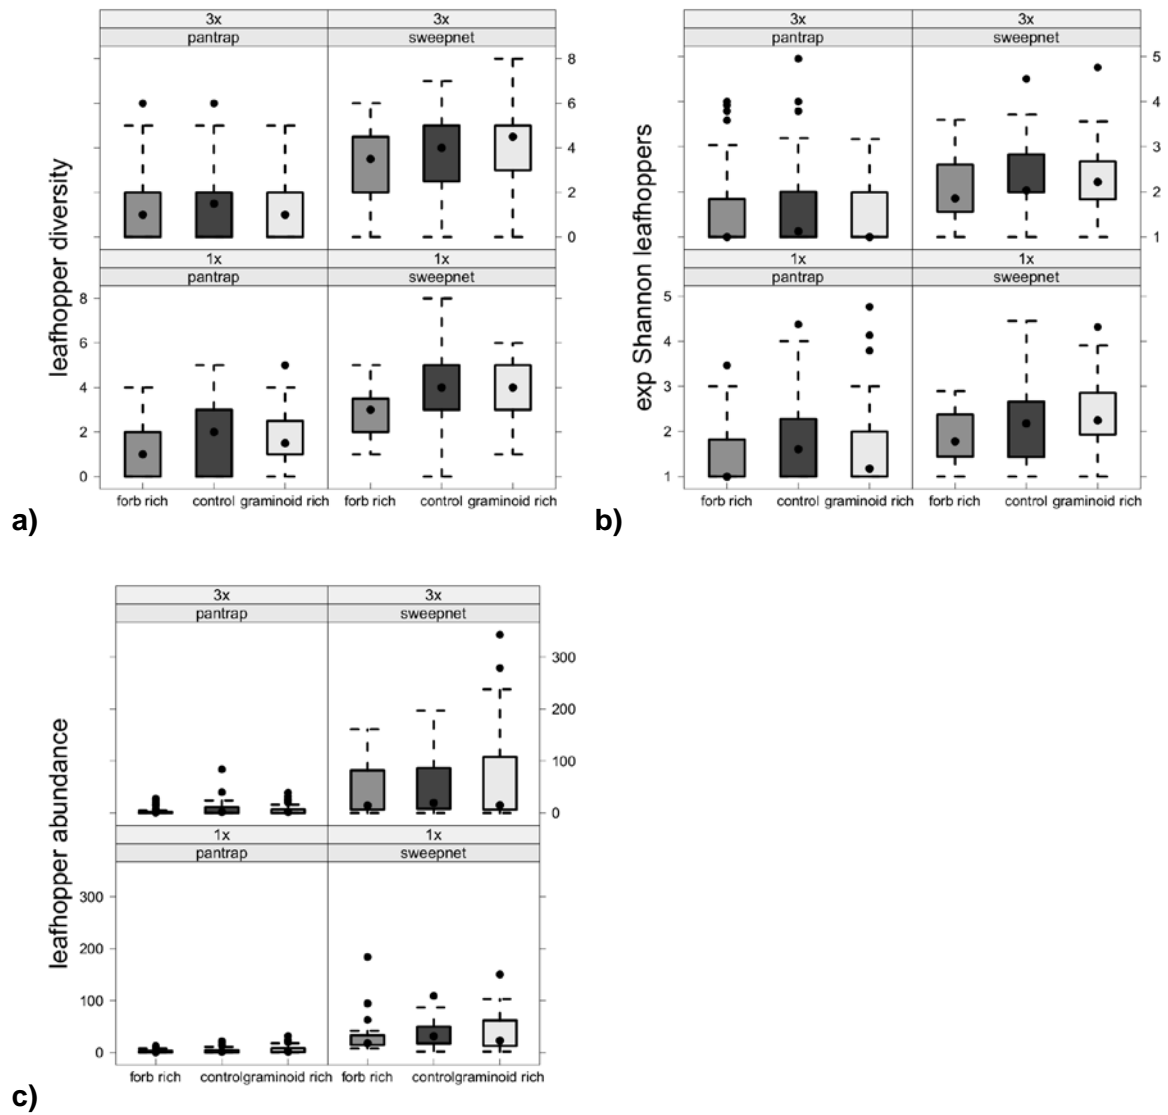 3x 3x
pantrap sweepnet
8
6
4
2
0
1x 1x
pantrap sweepnet
8
6
4
2
0
leafhopper diversity
forb rich control graminoid rich forb rich control graminoid rich
a)
3x 3x
pantrap sweepnet
5
4
3
2
1
1x 1x
pantrap sweepnet
5
4
3
2
1
exp Shannon leafhoppers
forb rich control graminoid rich forb rich control graminoid rich
b)
3x 3x
pantrap sweepnet
300
200
100
0
1x 1x
pantrap sweepnet
300
200
100
0
leafhopper abundance
forb rich control graminoid rich forb rich control graminoid rich
c)